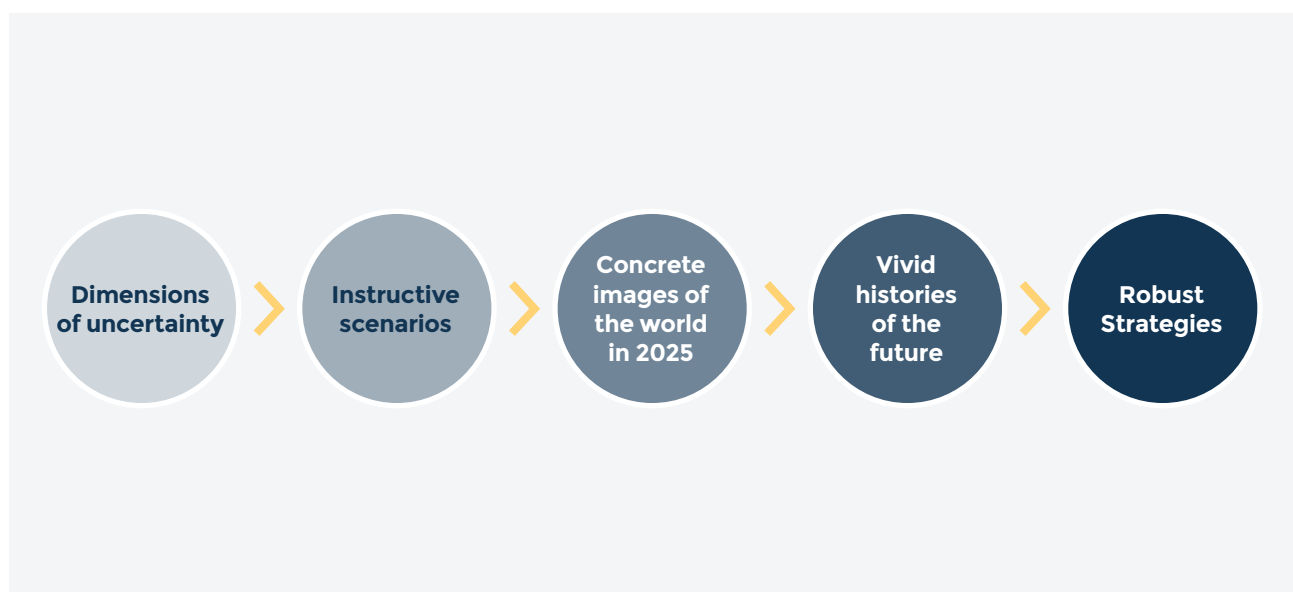 Dimensions
of uncertainty
Instructive
scenarios
Concrete
images of
the world
in 2025
Vivid
histories
of the
future
Robust
Strategies